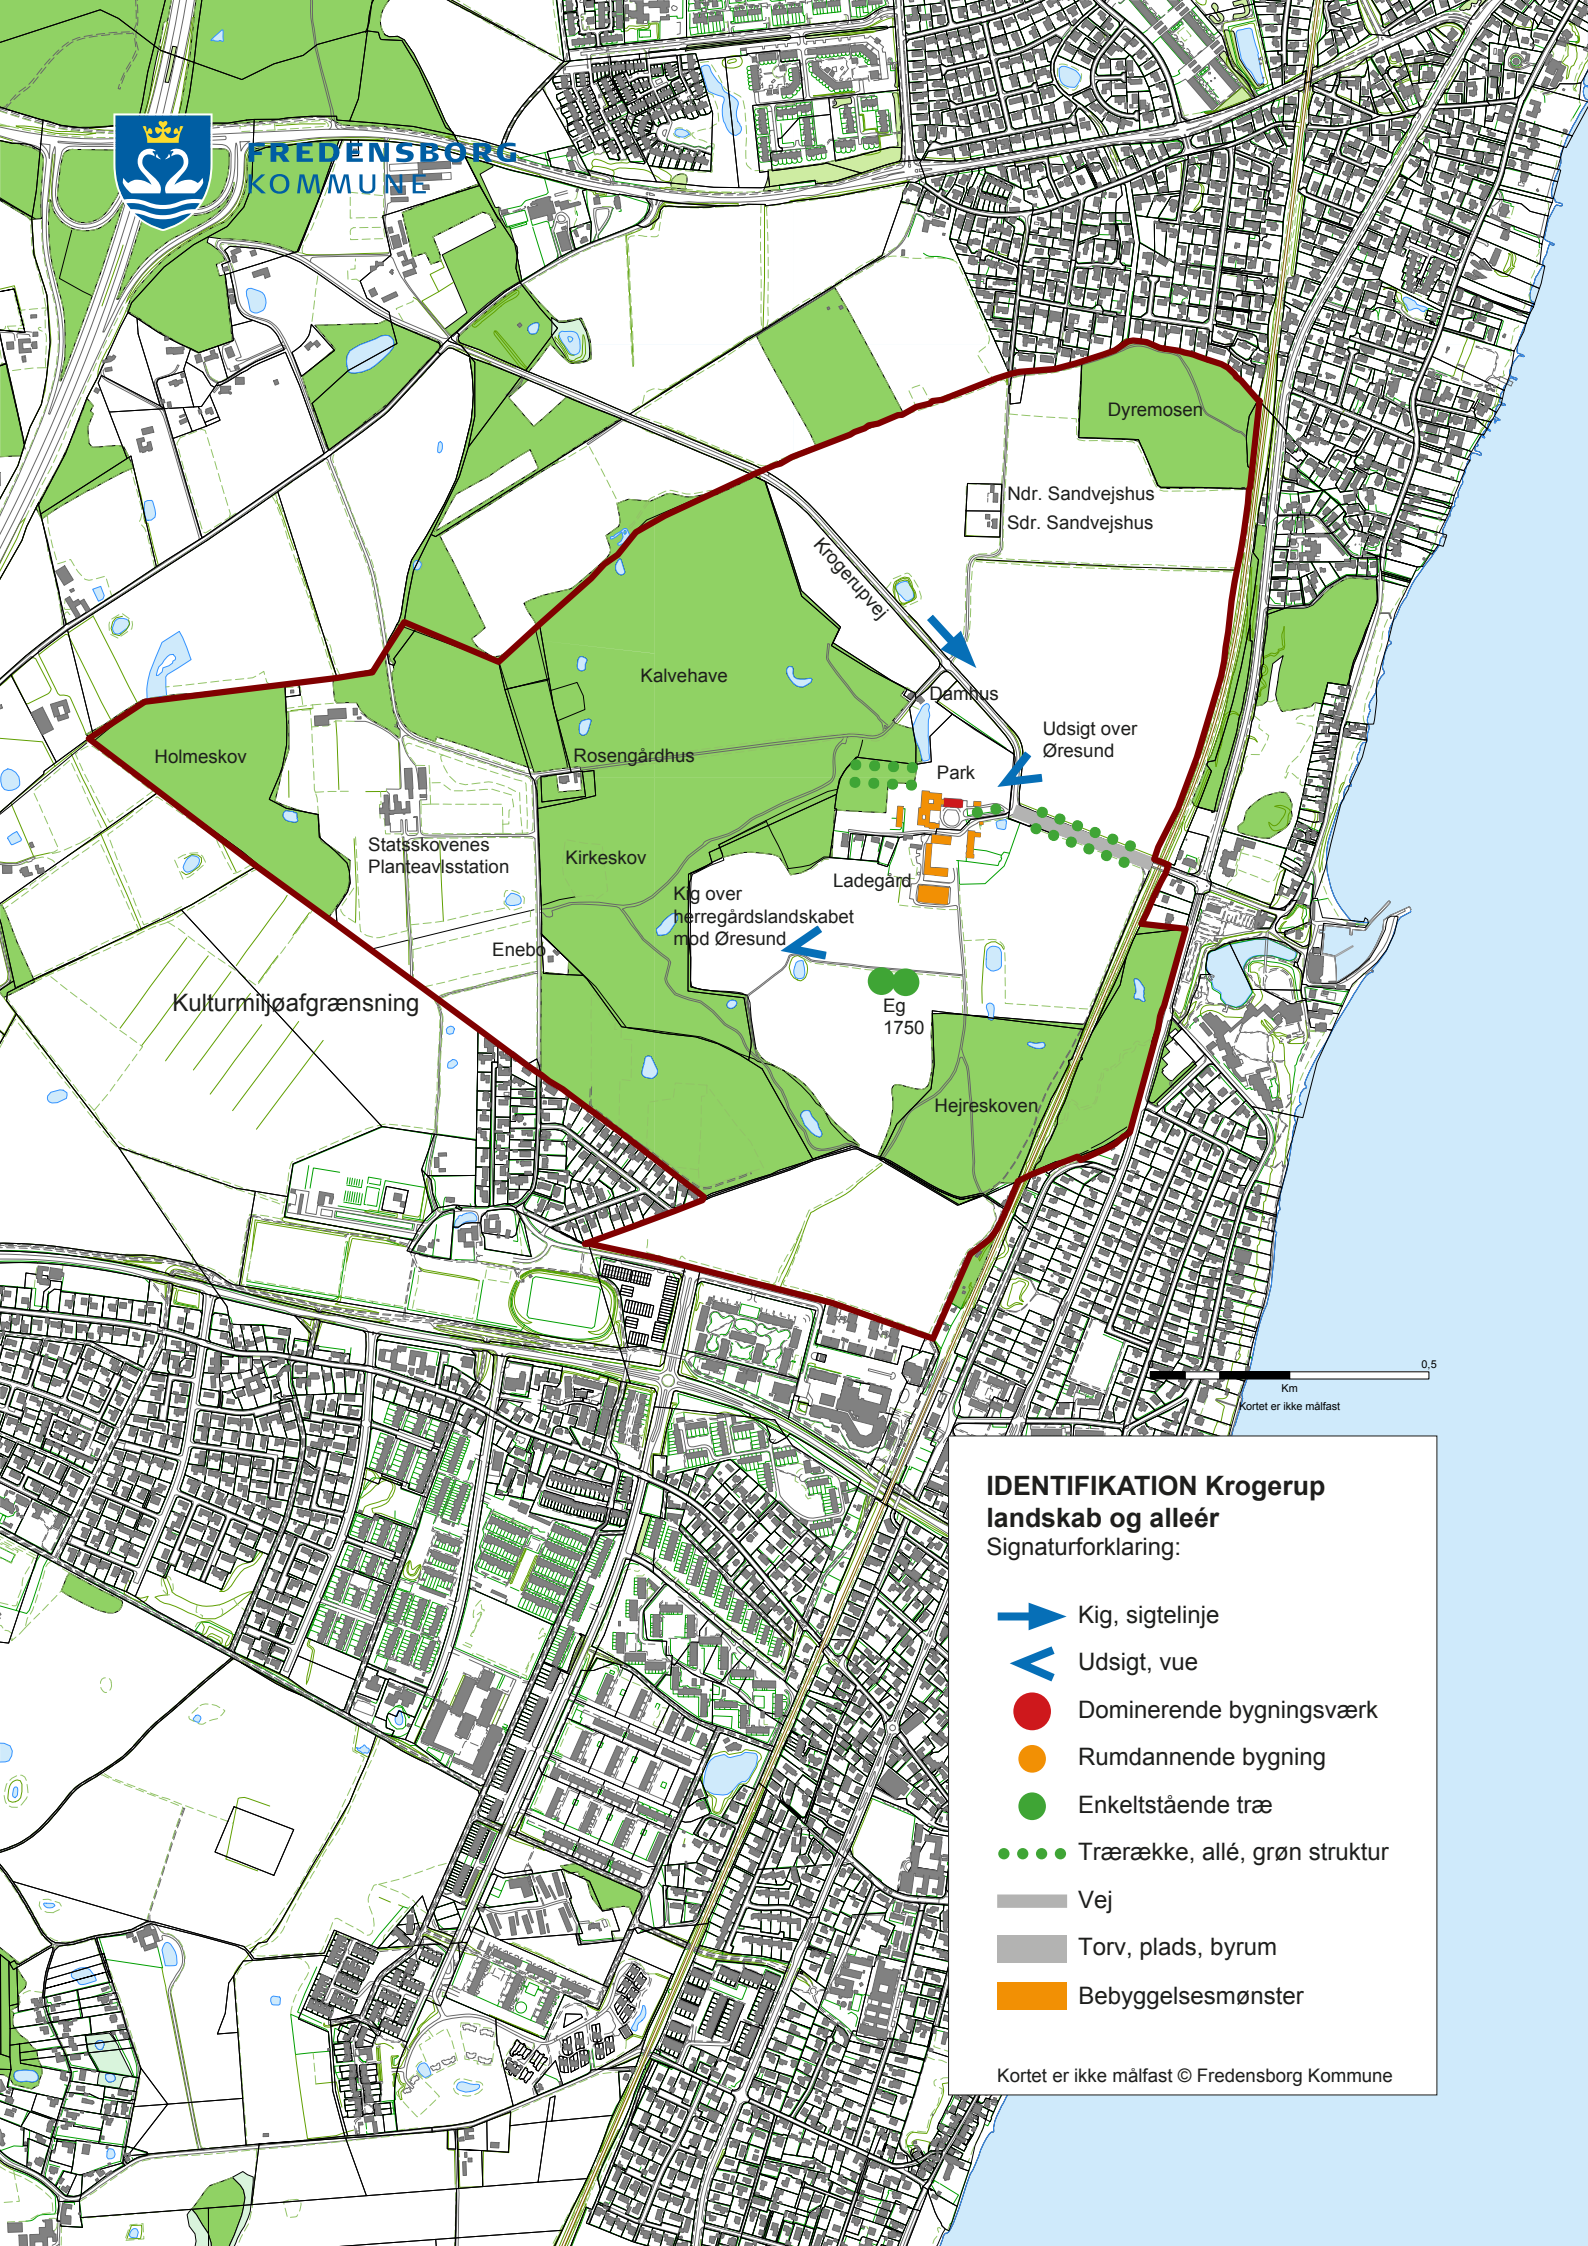 FREDENSBORG
KOMMUNE
Dyremosen
Ndr. Sandvejshus
Sdr. Sandvejshus
Krogerupvej
Kalvehave
Damhus
Udsigt over
Øresund
Holmeskov
Rosengårdhus
Park
Statsskovenes
Planteavlsstation
Kirkeskov
Ladegård
Kig over
herregårdslandskabet
mod Øresund
Enebo
Kulturmiljøafgrænsning
Eg
1750
Hejreskoven
0,5
Km
Kortet er ikke målfast
IDENTIFIKATION Krogerup
landskab og alleér
Signaturforklaring:
Kig, sigtelinje
Udsigt, vue
Dominerende bygningsværk
Rumdannende bygning
Enkeltstående træ
Trærække, allé, grøn struktur
Vej
Torv, plads, byrum
Bebyggelsesmønster
Kortet er ikke målfast © Fredensborg Kommune